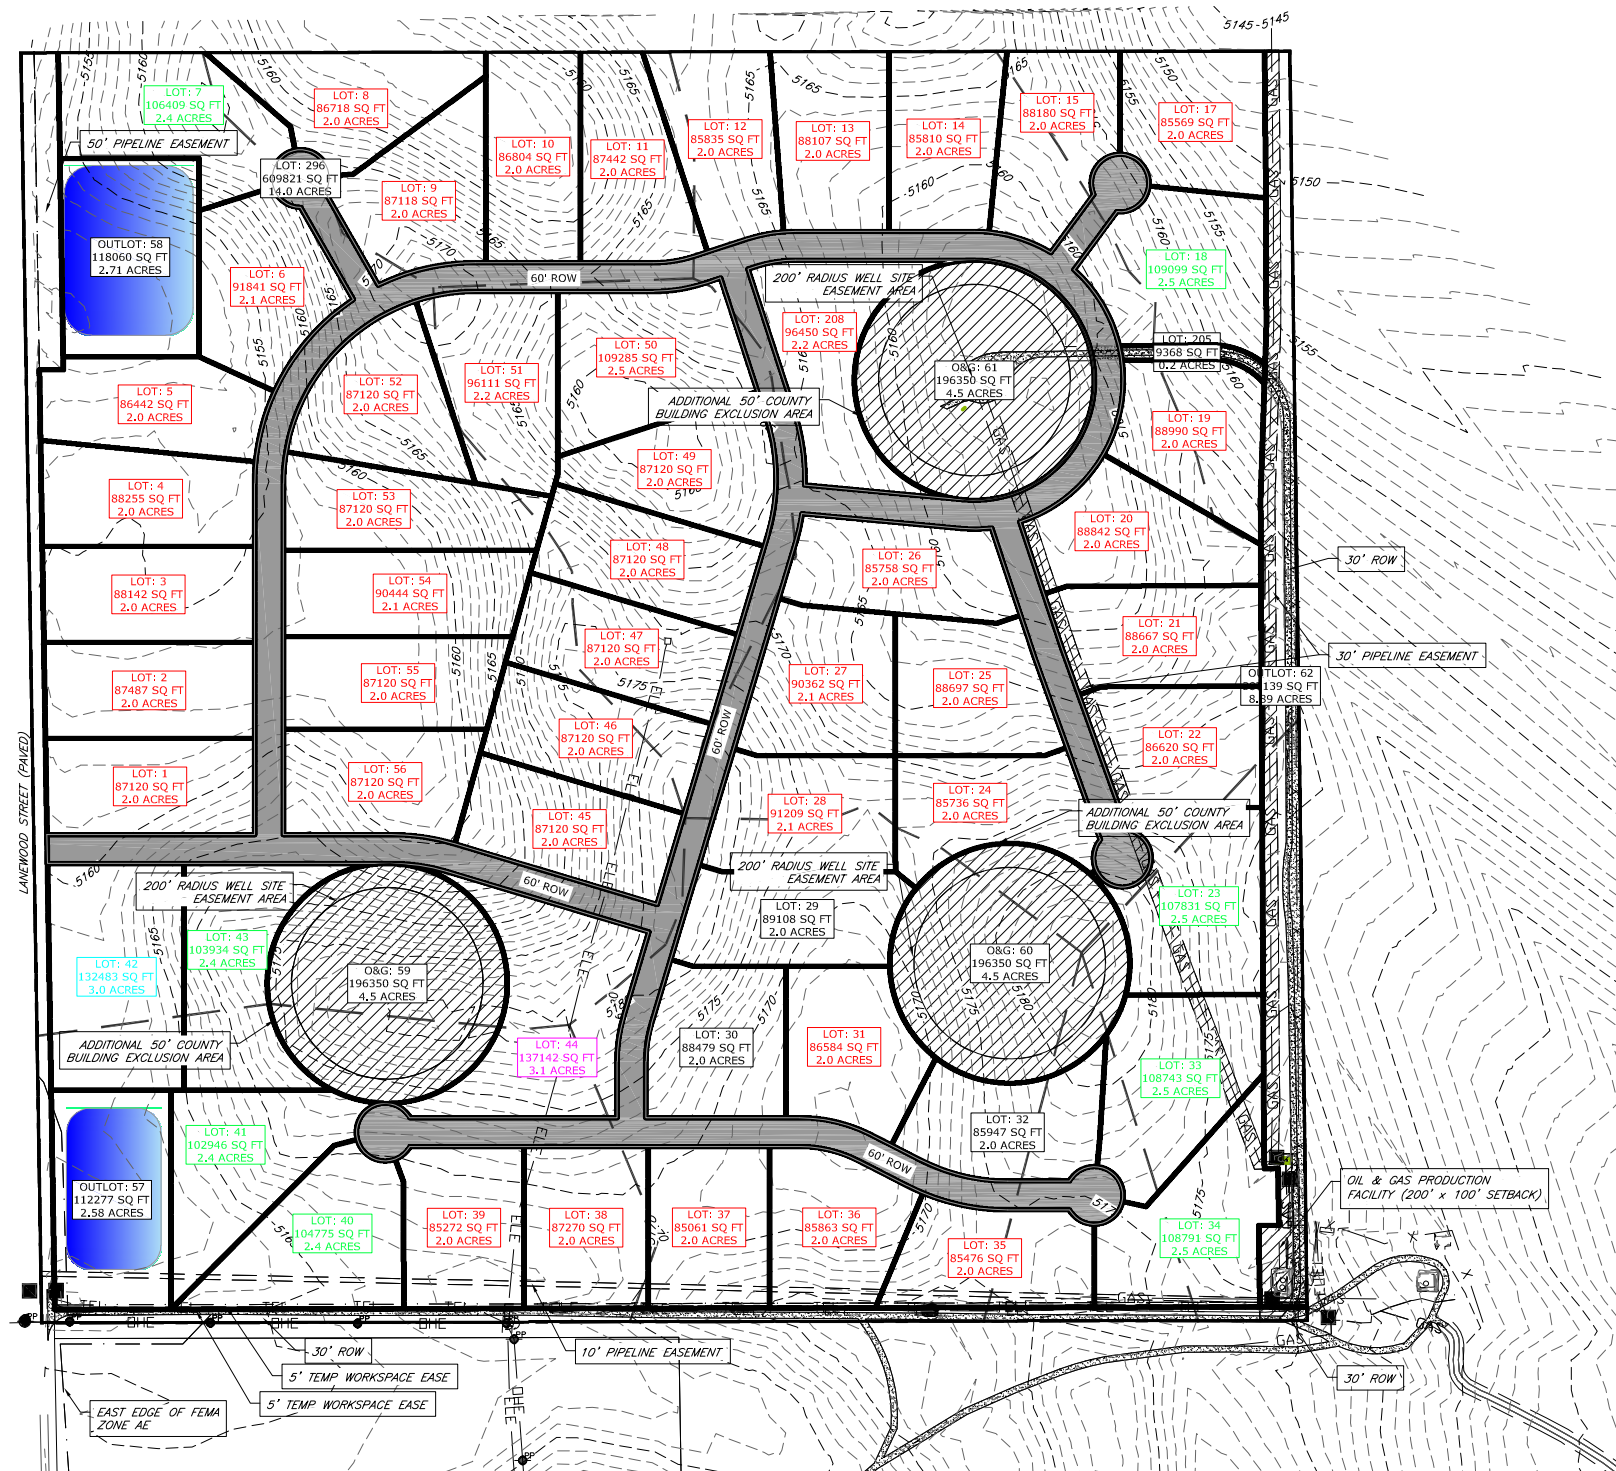 5145
5145
LOT: 7
106409 SQ FT
2.4 ACRES
LOT: 8
86718 SQ FT
2.0 ACRES
LOT: 9
87118 SQ FT
2.0 ACRES
LOT: 10
86804 SQ FT
2.0 ACRES
LOT: 11
87442 SQ FT
2.0 ACRES
LOT: 12
85835 SQ FT
2.0 ACRES
LOT: 13
88107 SQ FT
2.0 ACRES
LOT: 14
85810 SQ FT
2.0 ACRES
LOT: 15
88180 SQ FT
2.0 ACRES
LOT: 17
85569 SQ FT
2.0 ACRES
50' PIPELINE EASEMENT
LOT: 296
609821 SQ FT
14.0 ACRES
OUTLOT: 58
118060 SQ FT
2.71 ACRES
LOT: 6
91841 SQ FT
2.1 ACRES
60' ROW
200' RADIUS WELL SITE
EASEMENT AREA
LOT: 18
109099 SQ FT
2.5 ACRES
LOT: 208
96450 SQ FT
2.2 ACRES
LOT: 205
9368 SQ FT
0.2 ACRES
LOT: 50
109285 SQ FT
2.5 ACRES
LOT: 51
96111 SQ FT
2.2 ACRES
LOT: 52
87120 SQ FT
2.0 ACRES
O&G: 61
196350 SQ FT
4.5 ACRES
LOT: 5
86442 SQ FT
2.0 ACRES
ADDITIONAL 50' COUNTY
BUILDING EXCLUSION AREA
LOT: 19
88990 SQ FT
2.0 ACRES
LOT: 49
87120 SQ FT
2.0 ACRES
LOT: 4
88255 SQ FT
2.0 ACRES
LOT: 53
87120 SQ FT
2.0 ACRES
LOT: 20
88842 SQ FT
2.0 ACRES
LOT: 48
87120 SQ FT
2.0 ACRES
LOT: 26
85758 SQ FT
2.0 ACRES
30' ROW
LOT: 3
88142 SQ FT
2.0 ACRES
LOT: 54
90444 SQ FT
2.1 ACRES
LOT: 21
88667 SQ FT
2.0 ACRES
LOT: 47
87120 SQ FT
2.0 ACRES
30' PIPELINE EASEMENT
LOT: 2
87487 SQ FT
2.0 ACRES
LOT: 55
87120 SQ FT
2.0 ACRES
LOT: 27
90362 SQ FT
2.1 ACRES
LOT: 25
88697 SQ FT
2.0 ACRES
OUTLOT: 62
139 SQ FT
8.89 ACRES
LOT: 46
87120 SQ FT
2.0 ACRES
60' ROW
LOT: 22
86620 SQ FT
2.0 ACRES
LANEWOOD STREET (PAVED)
LOT: 1
87120 SQ FT
2.0 ACRES
LOT: 56
87120 SQ FT
2.0 ACRES
LOT: 45
87120 SQ FT
2.0 ACRES
LOT: 28
91209 SQ FT
2.1 ACRES
LOT: 24
85736 SQ FT
2.0 ACRES
ADDITIONAL 50' COUNTY
BUILDING EXCLUSION AREA
200' RADIUS WELL SITE
EASEMENT AREA
60' ROW
200' RADIUS WELL SITE
EASEMENT AREA
LOT: 23
107831 SQ FT
2.5 ACRES
LOT: 29
89108 SQ FT
2.0 ACRES
LOT: 43
103934 SQ FT
2.4 ACRES
LOT: 42
132483 SQ FT
3.0 ACRES
O&G: 59
196350 SQ FT
4.5 ACRES
O&G: 60
196350 SQ FT
4.5 ACRES
ADDITIONAL 50' COUNTY
BUILDING EXCLUSION AREA
LOT: 44
137142 SQ FT
3.1 ACRES
LOT: 30
88479 SQ FT
2.0 ACRES
LOT: 31
86584 SQ FT
2.0 ACRES
LOT: 33
108743 SQ FT
2.5 ACRES
LOT: 32
85947 SQ FT
2.0 ACRES
LOT: 41
102946 SQ FT
2.4 ACRES
60' ROW
OUTLOT: 57
112277 SQ FT
2.58 ACRES
OIL & GAS PRODUCTION
FACILITY (200' x 100' SETBACK)
LOT: 40
104775 SQ FT
2.4 ACRES
LOT: 39
85272 SQ FT
2.0 ACRES
LOT: 38
87270 SQ FT
2.0 ACRES
LOT: 37
85061 SQ FT
2.0 ACRES
LOT: 36
85863 SQ FT
2.0 ACRES
LOT: 35
85476 SQ FT
2.0 ACRES
LOT: 34
108791 SQ FT
2.5 ACRES
30' ROW
10' PIPELINE EASEMENT
5' TEMP WORKSPACE EASE
5' TEMP WORKSPACE EASE
30' ROW
EAST EDGE OF FEMA
ZONE AE